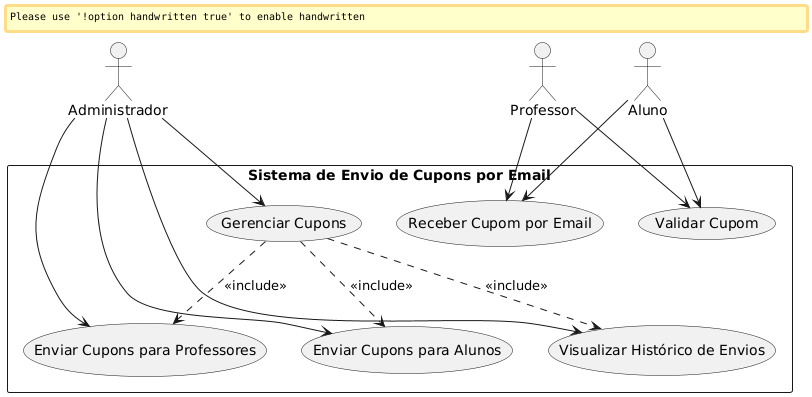 Please use '!option handwritten true' to enable handwritten
Administrador
Professor
Aluno
Sistema de Envio de Cupons por Email
Gerenciar Cupons
Receber Cupom por Email
Validar Cupom
«include»
«include»
«include»
Enviar Cupons para Professores
Enviar Cupons para Alunos
Visualizar Histórico de Envios